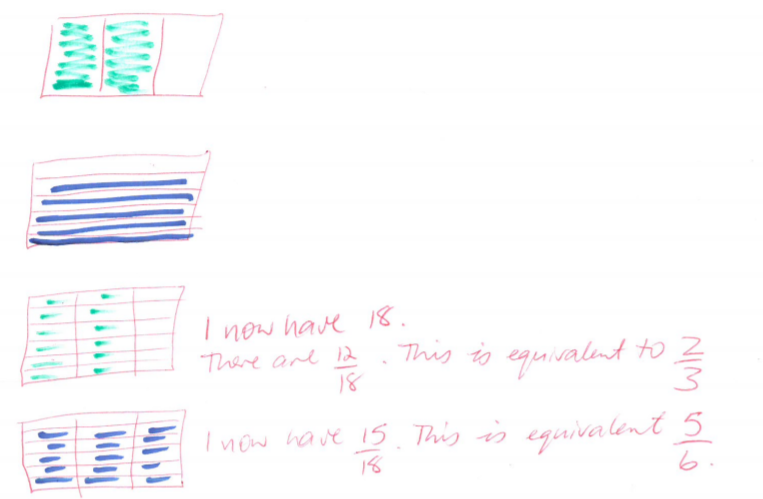 I now have 18.
There are 12/18. This is equivalent to 2/3
I now have 15/18. This is equivalent 5/6.